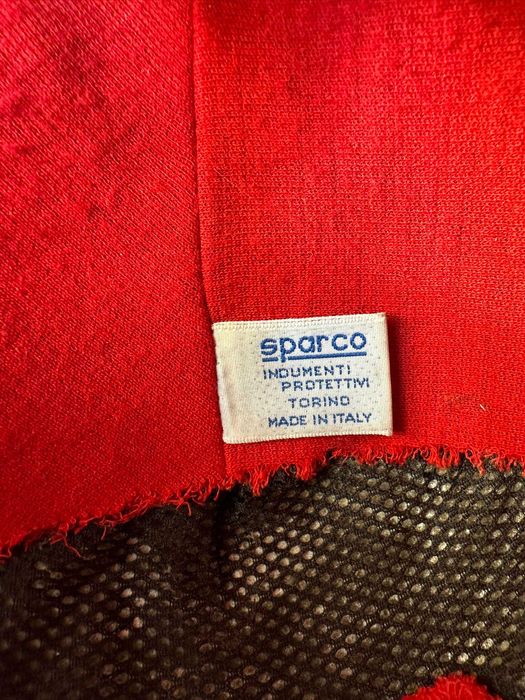 sparco
INDUMENTI
PROTETTIVI
TORINO
MADE IN ITALY